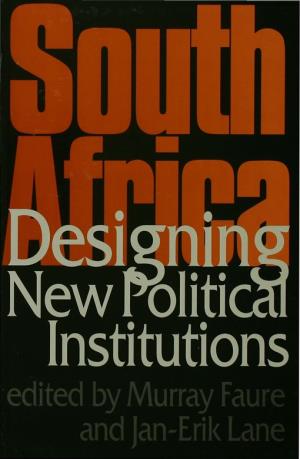 South
Africa
Designing
New Political
Institutions
edited by Murray Faure
and Jan-Erik Lane